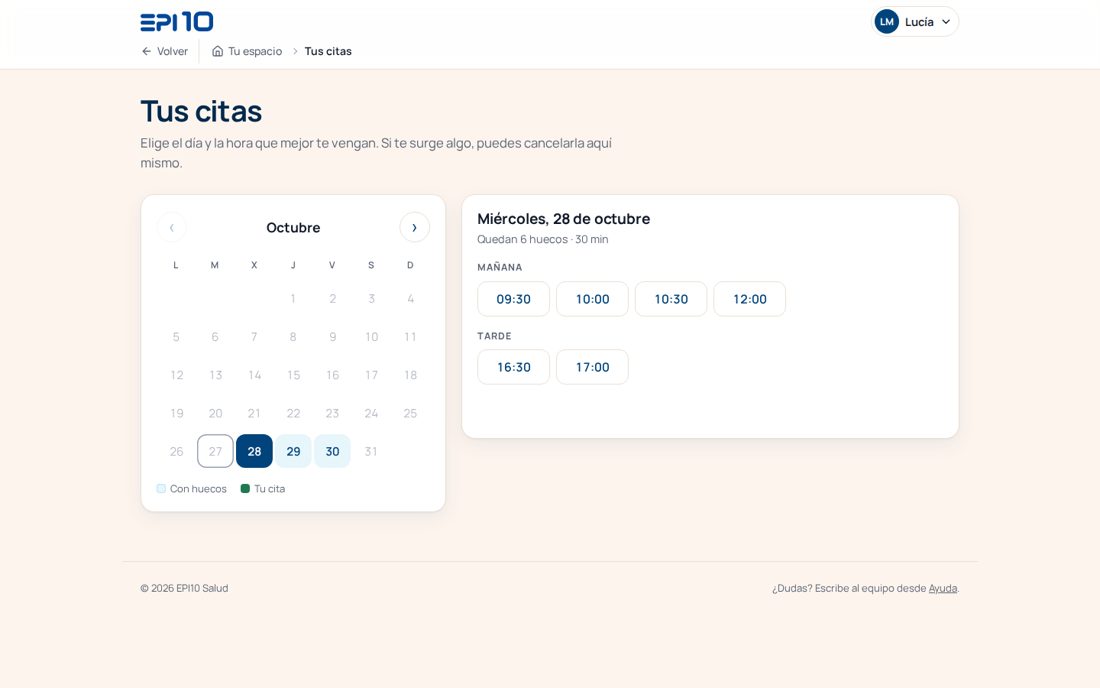 EPI10
LM Lucía
Volver Tu espacio Tus citas
Tus citas
Elige el día y la hora que mejor te vengan. Si te surge algo, puedes cancelarla aquí
mismo.
‹ Octubre ›
L M X J V S D
1 2 3 4
5 6 7 8 9 10 11
12 13 14 15 16 17 18
19 20 21 22 23 24 25
26 27 28 29 30 31
Con huecos Tu cita
Miércoles, 28 de octubre
Quedan 6 huecos · 30 min
MAÑANA
09:30 10:00 10:30 12:00
TARDE
16:30 17:00
© 2026 EPI10 Salud
¿Dudas? Escribe al equipo desde Ayuda.